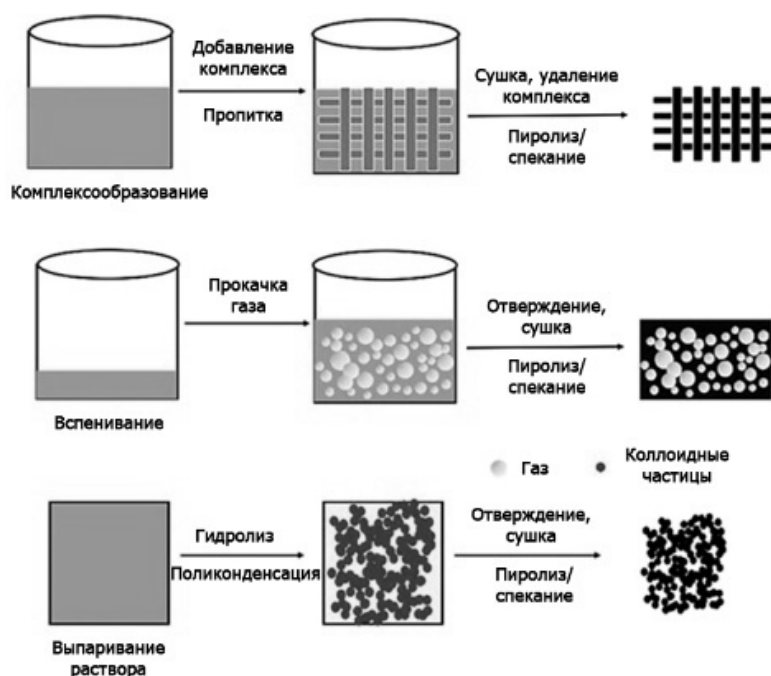 Добавление
комплекса
Пропитка
Сушка, удаление
комплекса
Пиролиз/
спекание
Комплексообразование
Прокачка
газа
Отверждение,
сушка
Пиролиз/
спекание
Вспенивание
Газ
Коллоидные
частицы
Гидролиз
Поликонденсация
Отверждение,
сушка
Пиролиз/
спекание
Выпаривание
раствора